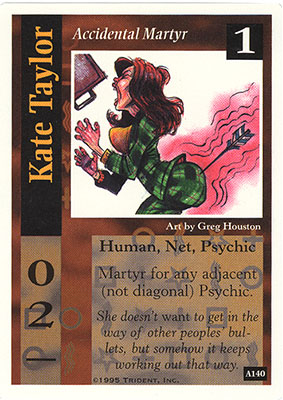 Kate Taylor
Accidental Martyr
1
Art by Greg Houston
0
2
Human, Net, Psychic
Martyr for any adjacent
(not diagonal) Psychic.
She doesn't want to get in the
way of other peoples' bul-
lets, but somehow it keeps
working out that way.
©1995 TRIDENT, INC.
A140